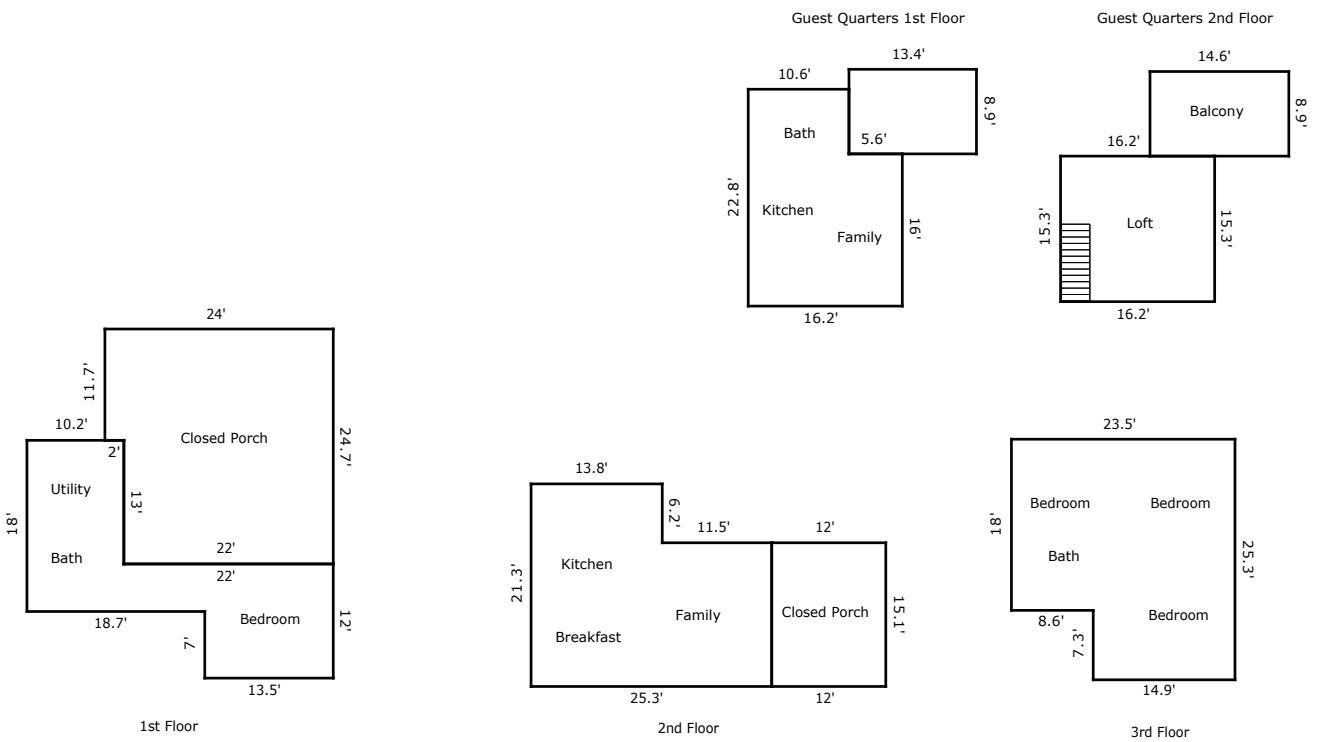 Guest Quarters 1st Floor
Guest Quarters 2nd Floor
13.4'
10.6'
8.9'
Bath
5.6'
22.8'
Kitchen
Family
16'
16.2'
14.6'
Balcony
8.9'
16.2'
15.3'
Loft
15.3'
16.2'
24'
11.7'
Closed Porch
24.7'
10.2'
2'
Utility
13'
18'
Bath
22'
22'
Bedroom
12'
18.7'
7'
13.5'
1st Floor
13.8'
6.2'
11.5'
12'
Kitchen
21.3'
Family
Closed Porch
15.1'
Breakfast
25.3'
12'
2nd Floor
23.5'
Bedroom
Bedroom
18'
Bath
25.3'
Bedroom
8.6'
7.3'
14.9'
3rd Floor